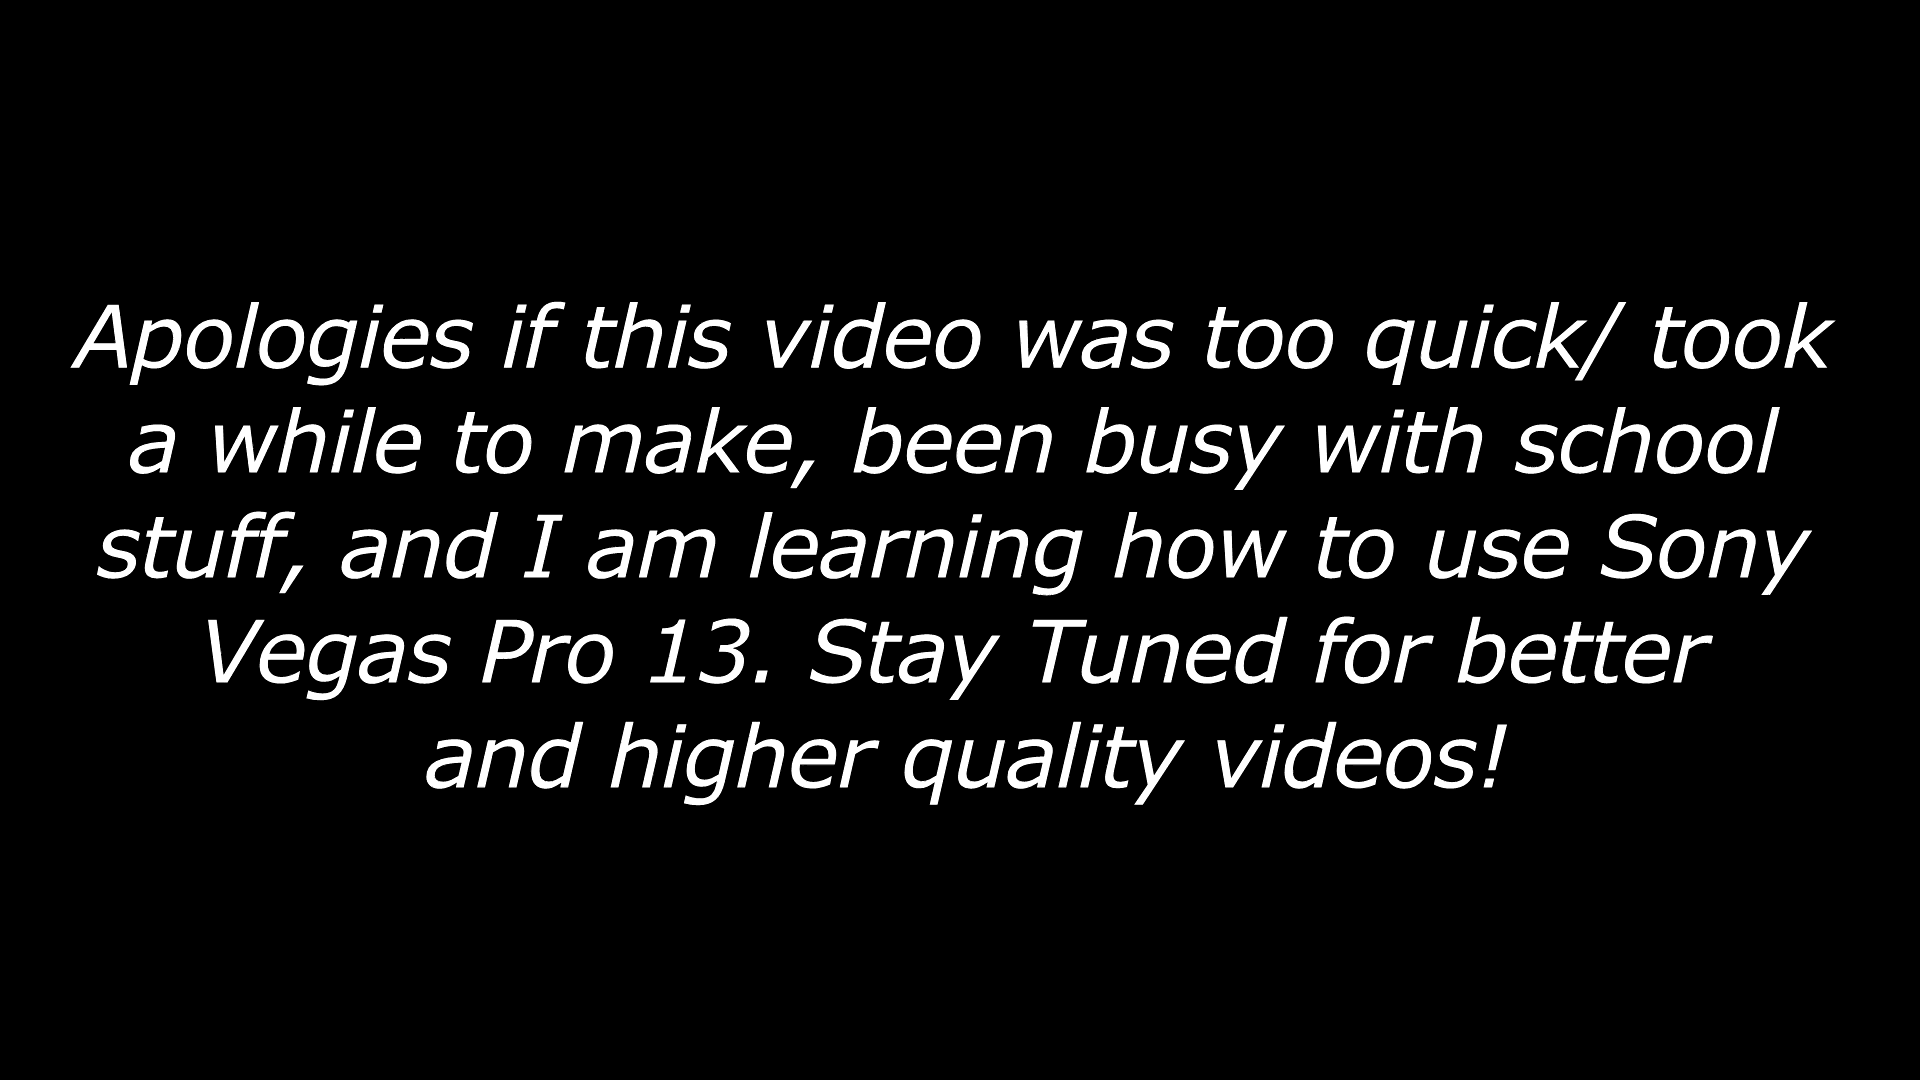 Apologies if this video was too quick/ took
a while to make, been busy with school
stuff, and I am learning how to use Sony
Vegas Pro 13. Stay Tuned for better
and higher quality videos!